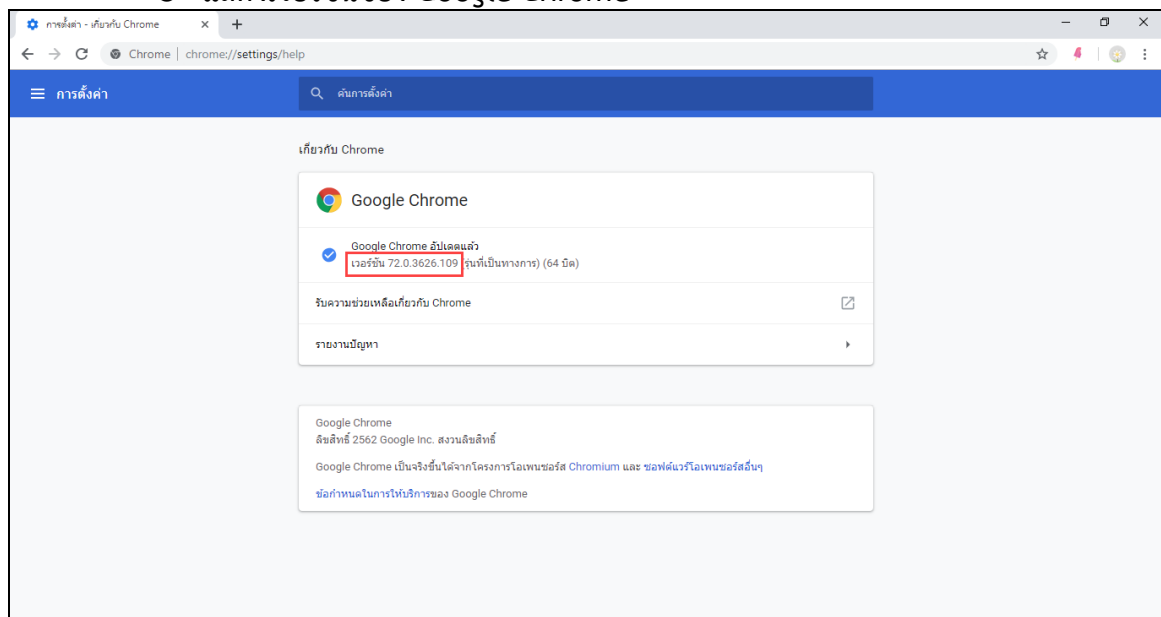 Google Chrome
การตั้งค่า - เกี่ยวกับ Chrome
Chrome | chrome://settings/help
การตั้งค่า
ค้นการตั้งค่า
เกี่ยวกับ Chrome
Google Chrome
Google Chrome อัปเดตแล้ว
เวอร์ชัน 72.0.3626.109 (รุ่นที่เป็นทางการ) (64 บิต)
รับความช่วยเหลือเกี่ยวกับ Chrome
รายงานปัญหา
Google Chrome
ลิขสิทธิ์ 2562 Google Inc. สงวนลิขสิทธิ์
Google Chrome เป็นจริงขึ้นได้จากโครงการโอเพนซอร์ส Chromium และ ซอฟต์แวร์โอเพนซอร์สอื่นๆ
ข้อกำหนดในการให้บริการของ Google Chrome